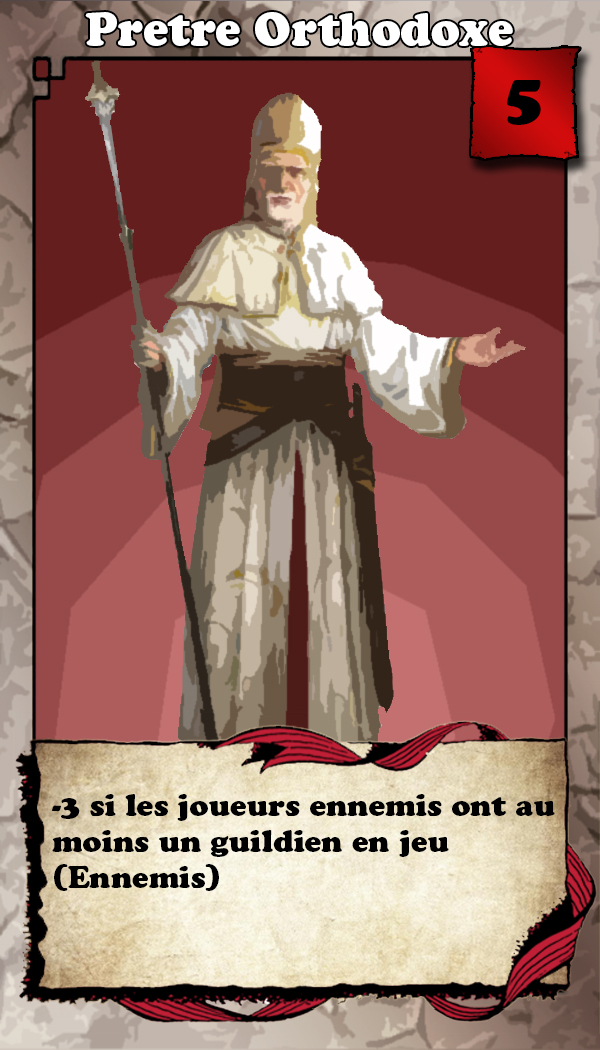 Pretre Orthodoxe
5
-3 si les joueurs ennemis ont au
moins un guildien en jeu
(Ennemis)